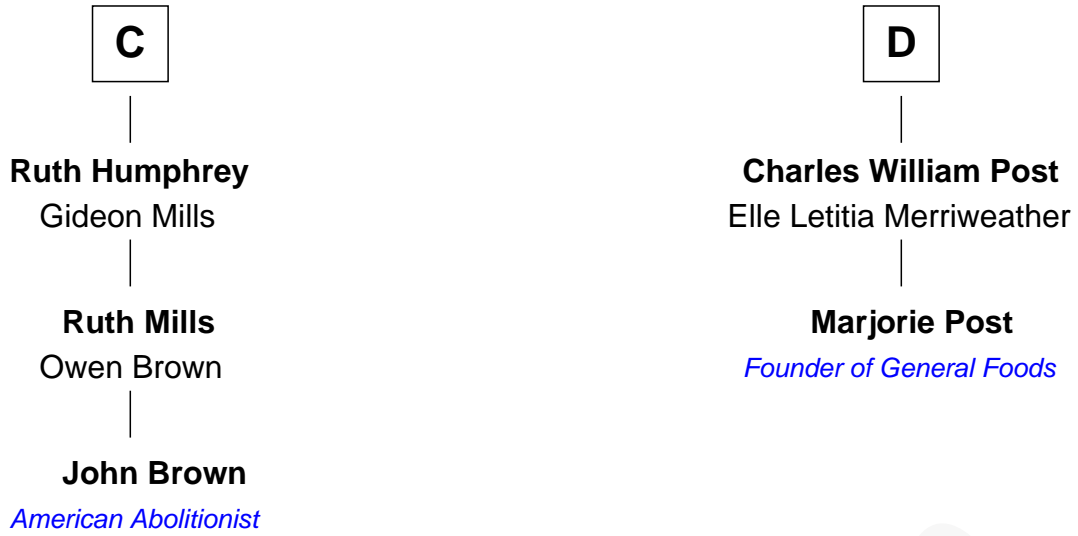 C
Ruth Humphrey
Gideon Mills
Ruth Mills
Owen Brown
John Brown
American Abolitionist
D
Charles William Post
Elle Letitia Merriweather
Marjorie Post
Founder of General Foods